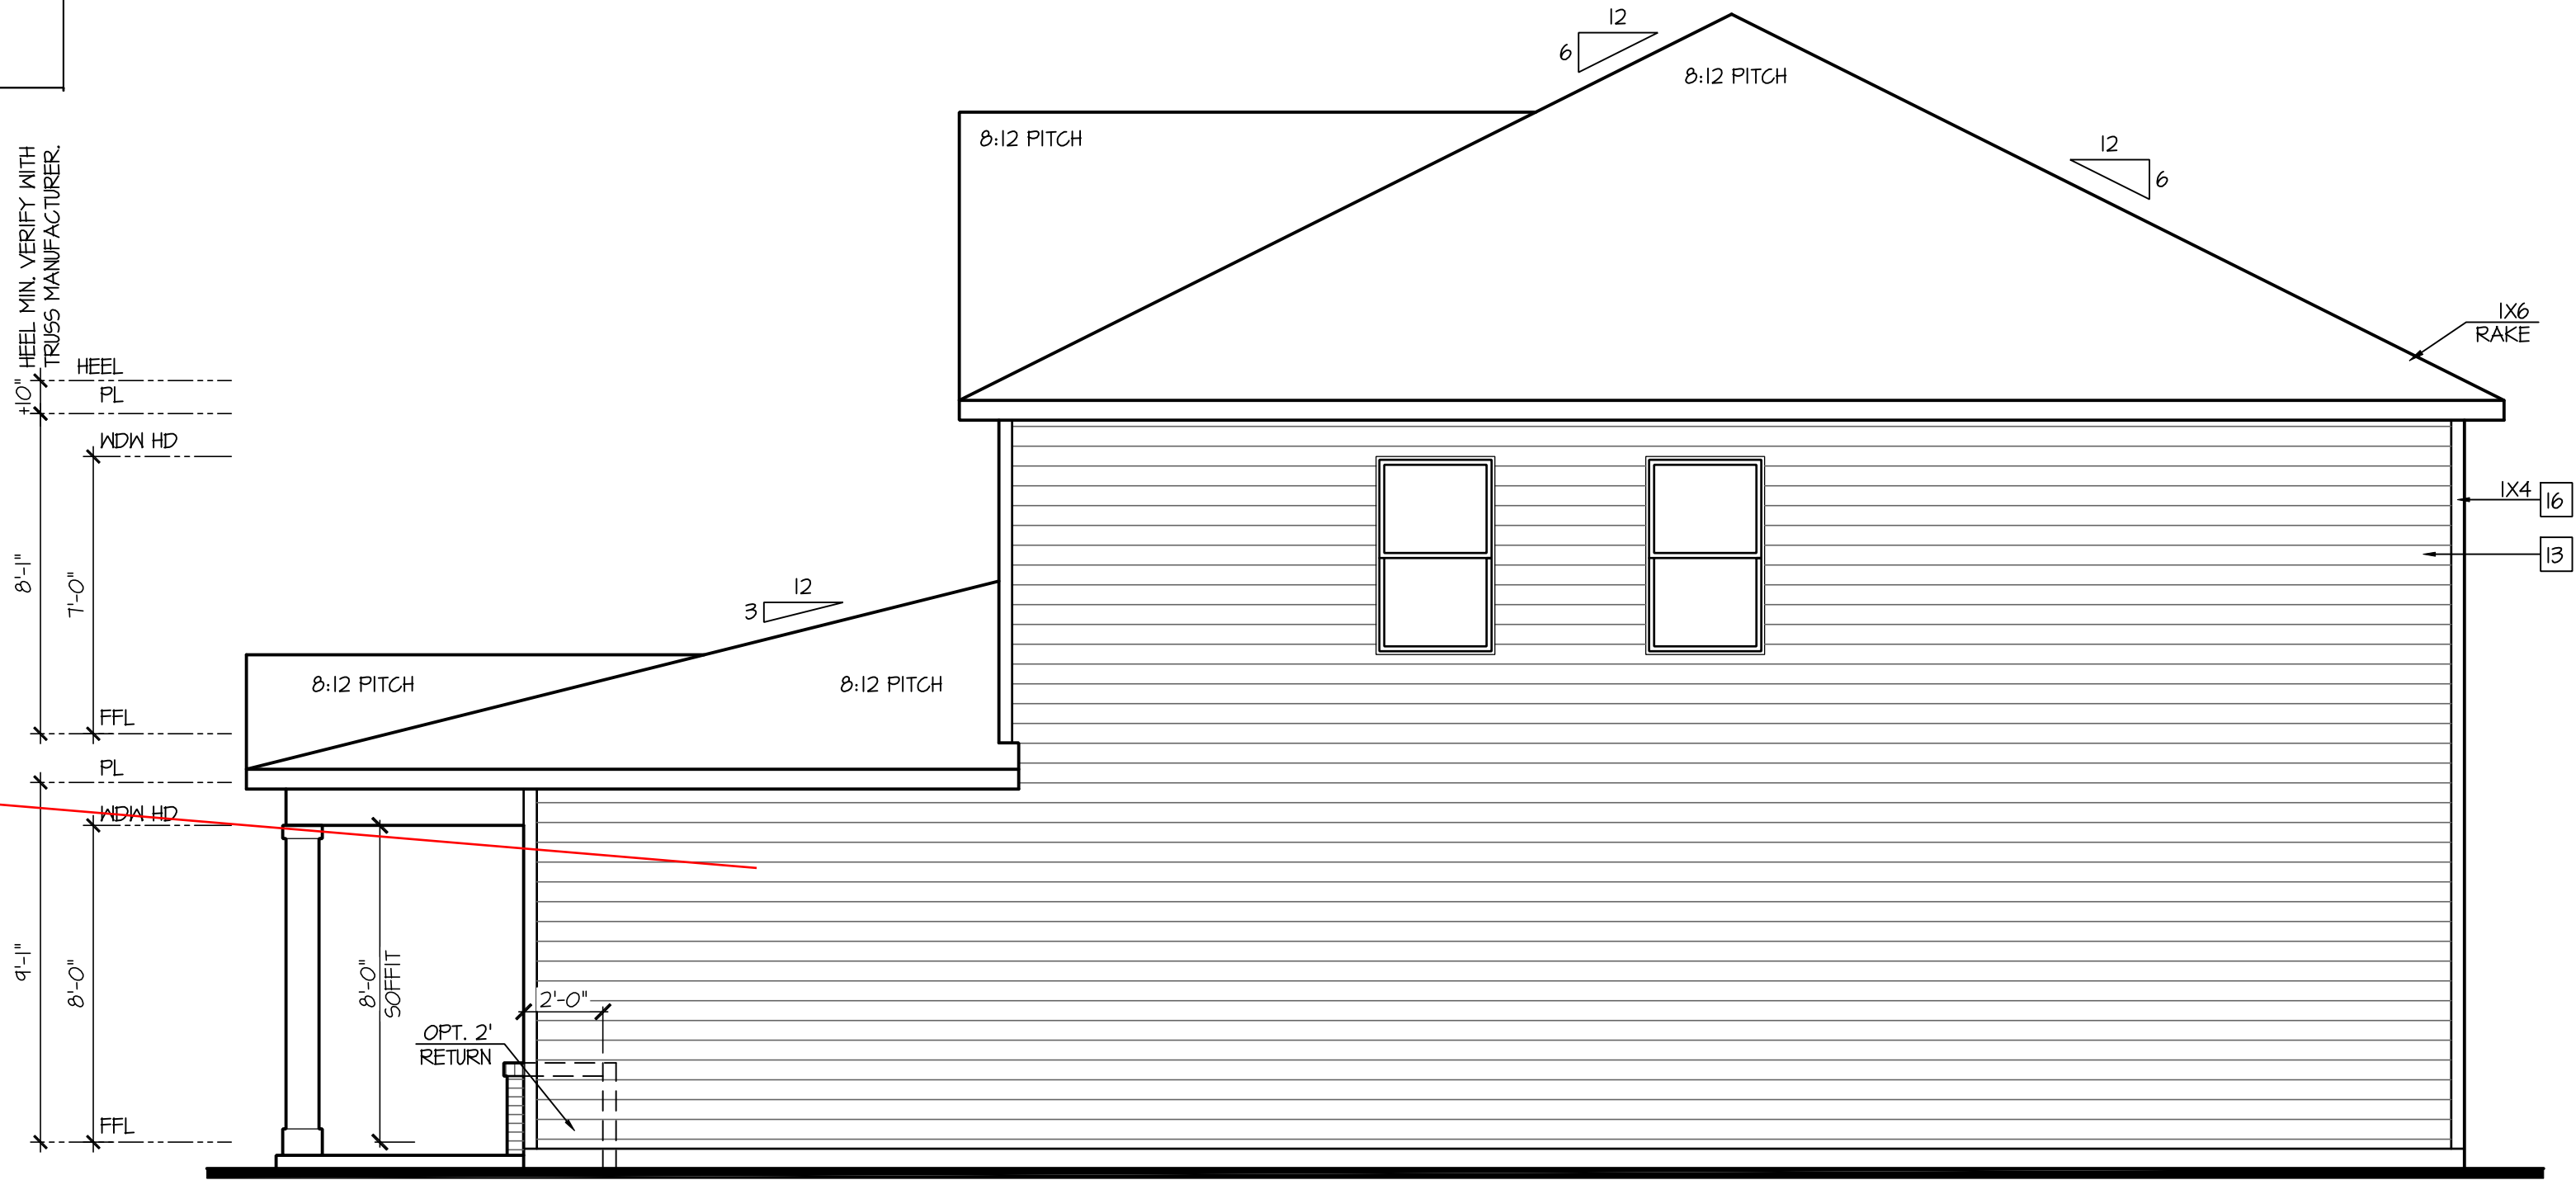 12
6
8:12 PITCH
8:12 PITCH
12
6
+10" HEEL MIN. VERIFY WITH
TRUSS MANUFACTURER.
1X6
RAKE
HEEL
PL
WDW HD
1X4 16
13
8'-1"
7'-0"
12
3
8:12 PITCH
8:12 PITCH
FFL
PL
WDW HD
9'-1"
8'-0"
8'-0"
SOFFIT
2'-0"
OPT. 2'
RETURN
FFL